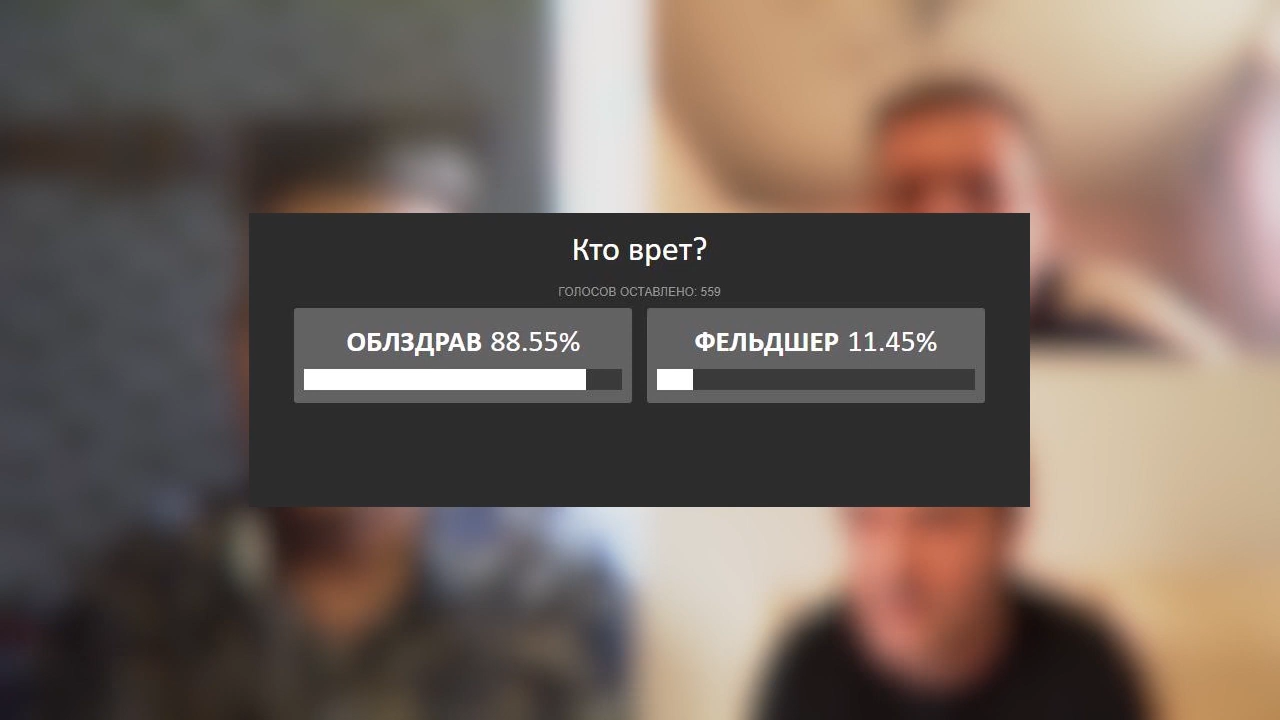 Кто врет?
ГОЛОСОВ ОСТАВЛЕНО: 559
ОБЛЗДРАВ 88.55%
ФЕЛЬДШЕР 11.45%